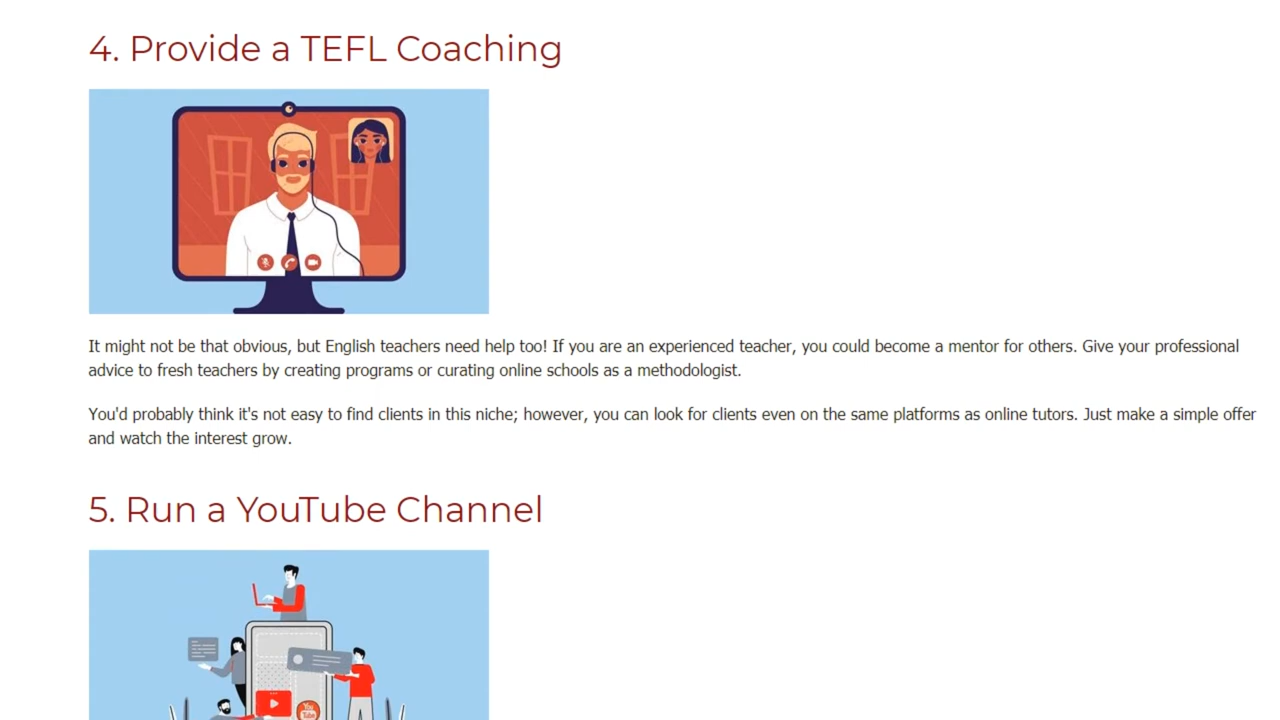 4. Provide a TEFL Coaching
It might not be that obvious, but English teachers need help too! If you are an experienced teacher, you could become a mentor for others. Give your professional
advice to fresh teachers by creating programs or curating online schools as a methodologist.
You'd probably think it's not easy to find clients in this niche; however, you can look for clients even on the same platforms as online tutors. Just make a simple offer
and watch the interest grow.
5. Run a YouTube Channel
You
Tube